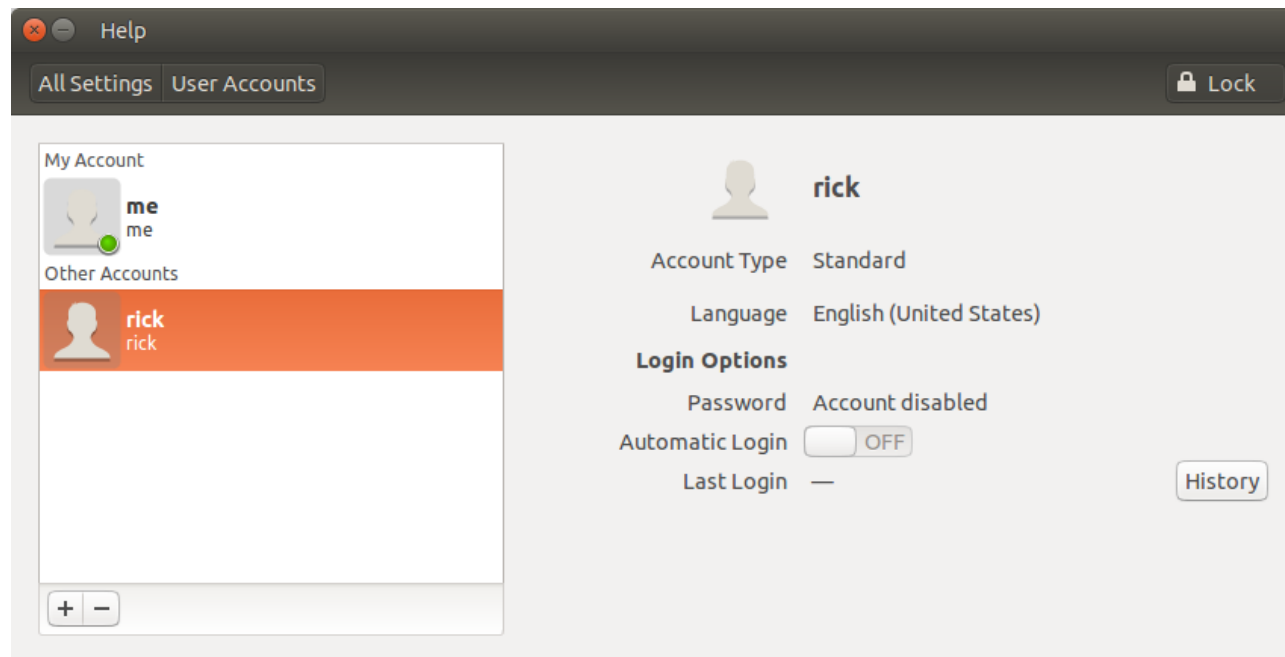 Help
All Settings User Accounts
Lock
My Account
me
me
Other Accounts
rick
rick
rick
Account Type Standard
Language English (United States)
Login Options
Password Account disabled
Automatic Login OFF
Last Login —
History